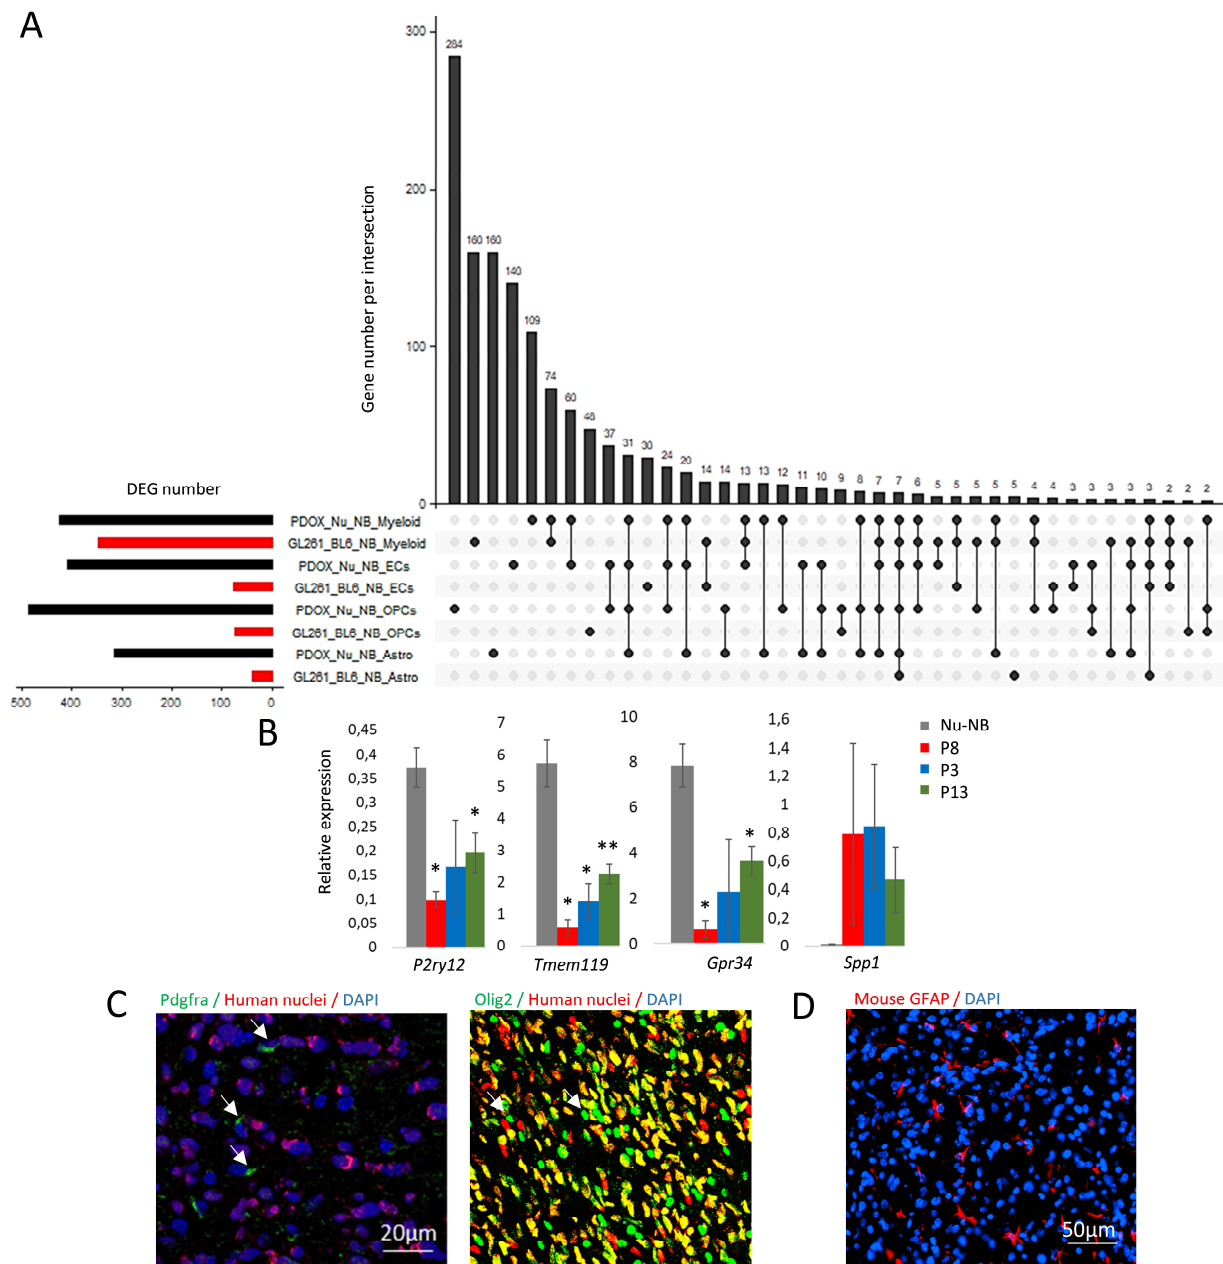 A
300
200
100
0
Gene number per intersection
284
160 160
140
109
74
60
48
37
31
30
24
20
14 14 13 13 12 11 10 9 8 7 7 6 5 5 5 5 4 4 3 3 3 3 2 2 2
DEG number
PDOX_Nu_NB_Myeloid
GL261_BL6_NB_Myeloid
PDOX_Nu_NB_ECs
GL261_BL6_NB_ECs
PDOX_Nu_NB_OPCs
GL261_BL6_NB_OPCs
PDOX_Nu_NB_Astro
GL261_BL6_NB_Astro
500 400 300 200 100 0
B
Relative expression
0,45
0,4
0,35
0,3
0,25
0,2
0,15
0,1
0,05
0
* *
P2ry12
7
6
5
4
3
2
1
0
* * **
Tmem119
10
8
6
4
2
0
* *
Gpr34
1,6
1,4
1,2
1
0,8
0,6
0,4
0,2
0
Spp1
Nu-NB
P8
P3
P13
C
Pdgfra / Human nuclei / DAPI
20µm
Olig2 / Human nuclei / DAPI
D
Mouse GFAP / DAPI
50µm